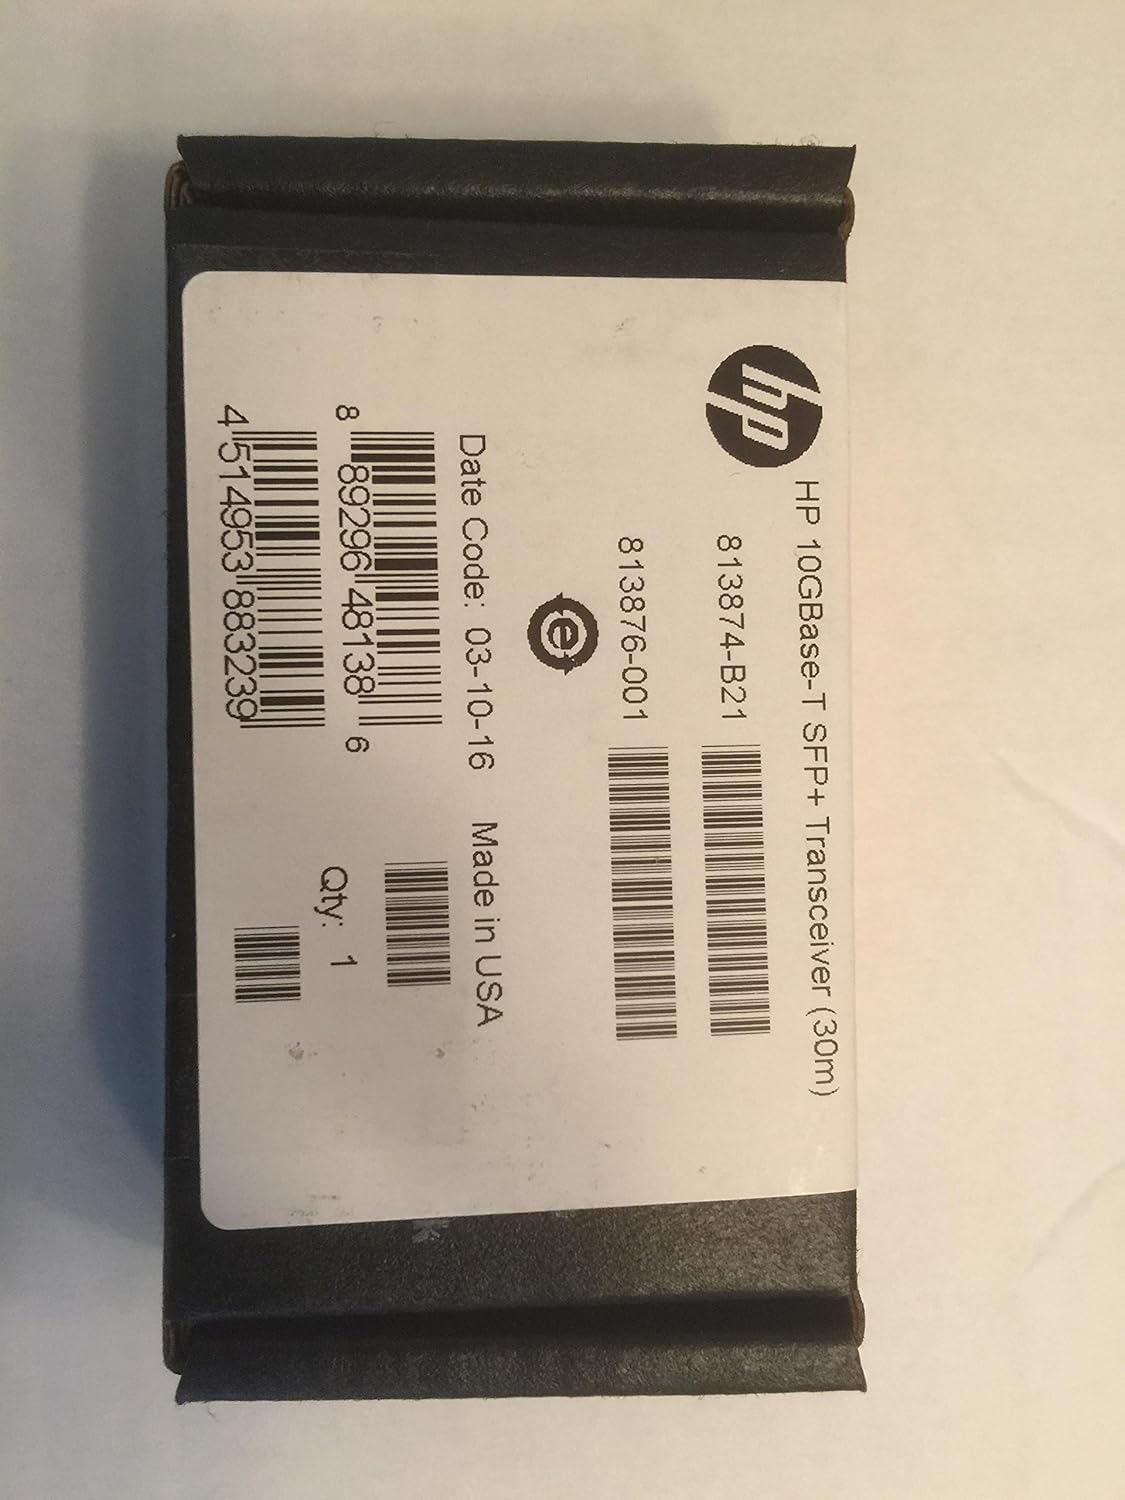 hp
HP 10GBase-T SFP+ Transceiver (30m)
813874-B21
813876-001
e
Date Code: 03-10-16 Made in USA
8 89296 48138 6
Qty: 1
4 514953 883239